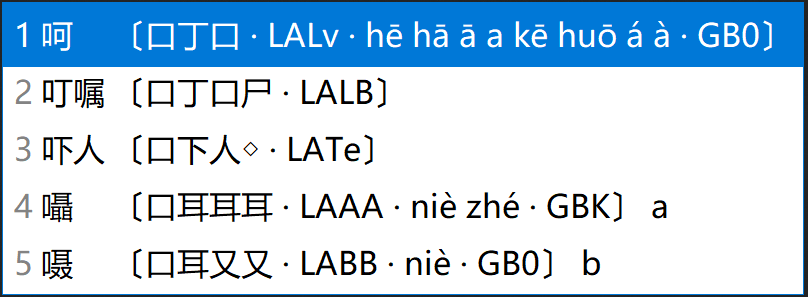 1 呵 〔口丁口 · LALv · hē hā ā a kē huō á à · GB0〕
2 叮嘱 〔口丁口尸 · LALB〕
3 吓人 〔口下人◇ · LATe〕
4 囁 〔口耳耳耳 · LAAA · niè zhé · GBK〕 a
5 嗫 〔口耳又又 · LABB · niè · GB0〕 b